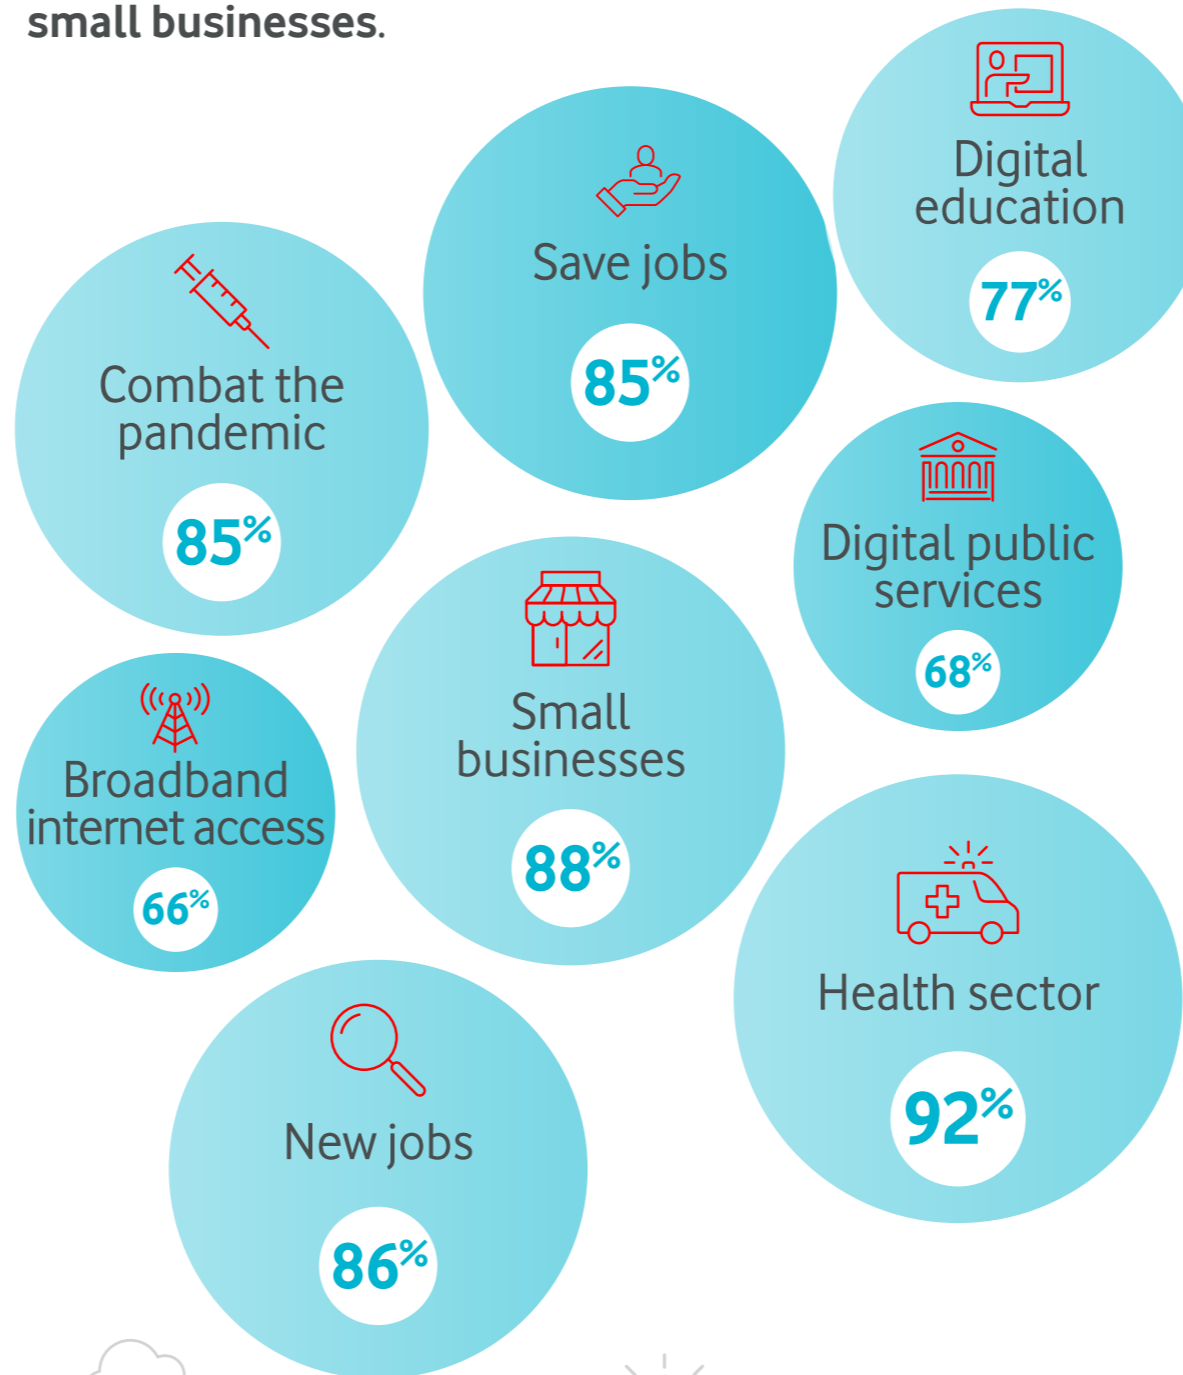 small businesses.
Digital
education
77%
Save jobs
85%
Combat the
pandemic
85%
Digital public
services
68%
Small
businesses
88%
Broadband
internet access
66%
Health sector
92%
New jobs
86%